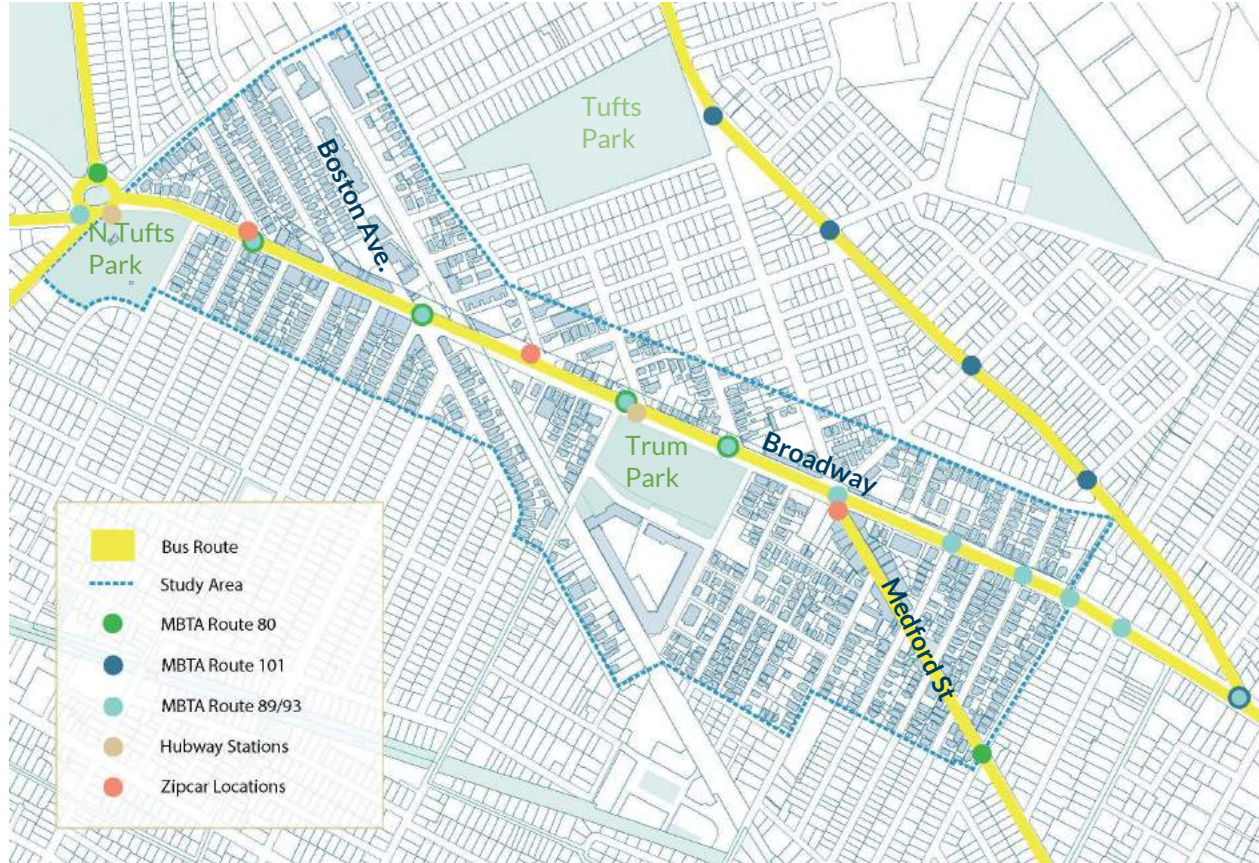 Tufts
Park
Boston Ave.
N.Tufts
Park
Trum
Park
Broadway
Medford St
Bus Route
Study Area
MBTA Route 80
MBTA Route 101
MBTA Route 89/93
Hubway Stations
Zipcar Locations